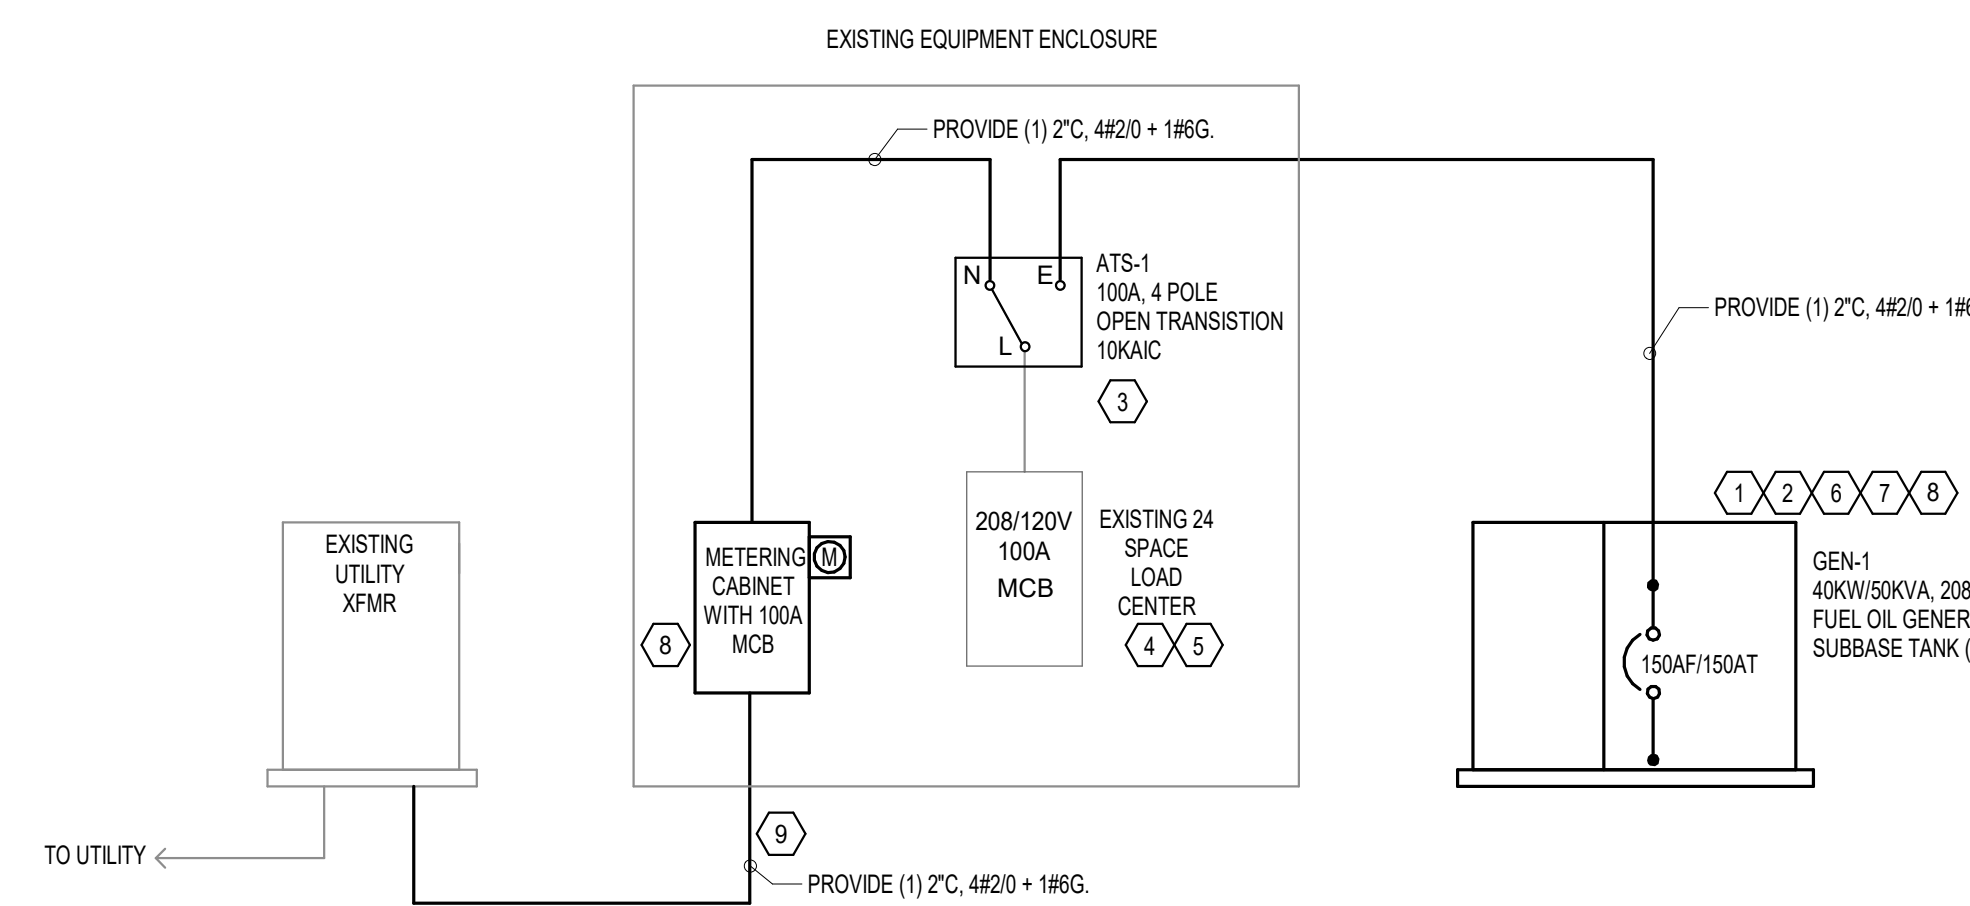 EXISTING EQUIPMENT ENCLOSURE
PROVIDE (1) 2"C, 4#2/0 + 1#6G.
N
E
L
ATS-1
100A, 4 POLE
OPEN TRANSISTION
10KAIC
3
PROVIDE (1) 2"C, 4#2/0 + 1#6
EXISTING
UTILITY
XFMR
METERING
CABINET
WITH 100A
MCB
M
8
208/120V
100A
MCB
EXISTING 24
SPACE
LOAD
CENTER
4 5
1 2 6 7 8
GEN-1
40KW/50KVA, 208
FUEL OIL GENER
SUBBASE TANK (
150AF/150AT
9
TO UTILITY
PROVIDE (1) 2"C, 4#2/0 + 1#6G.